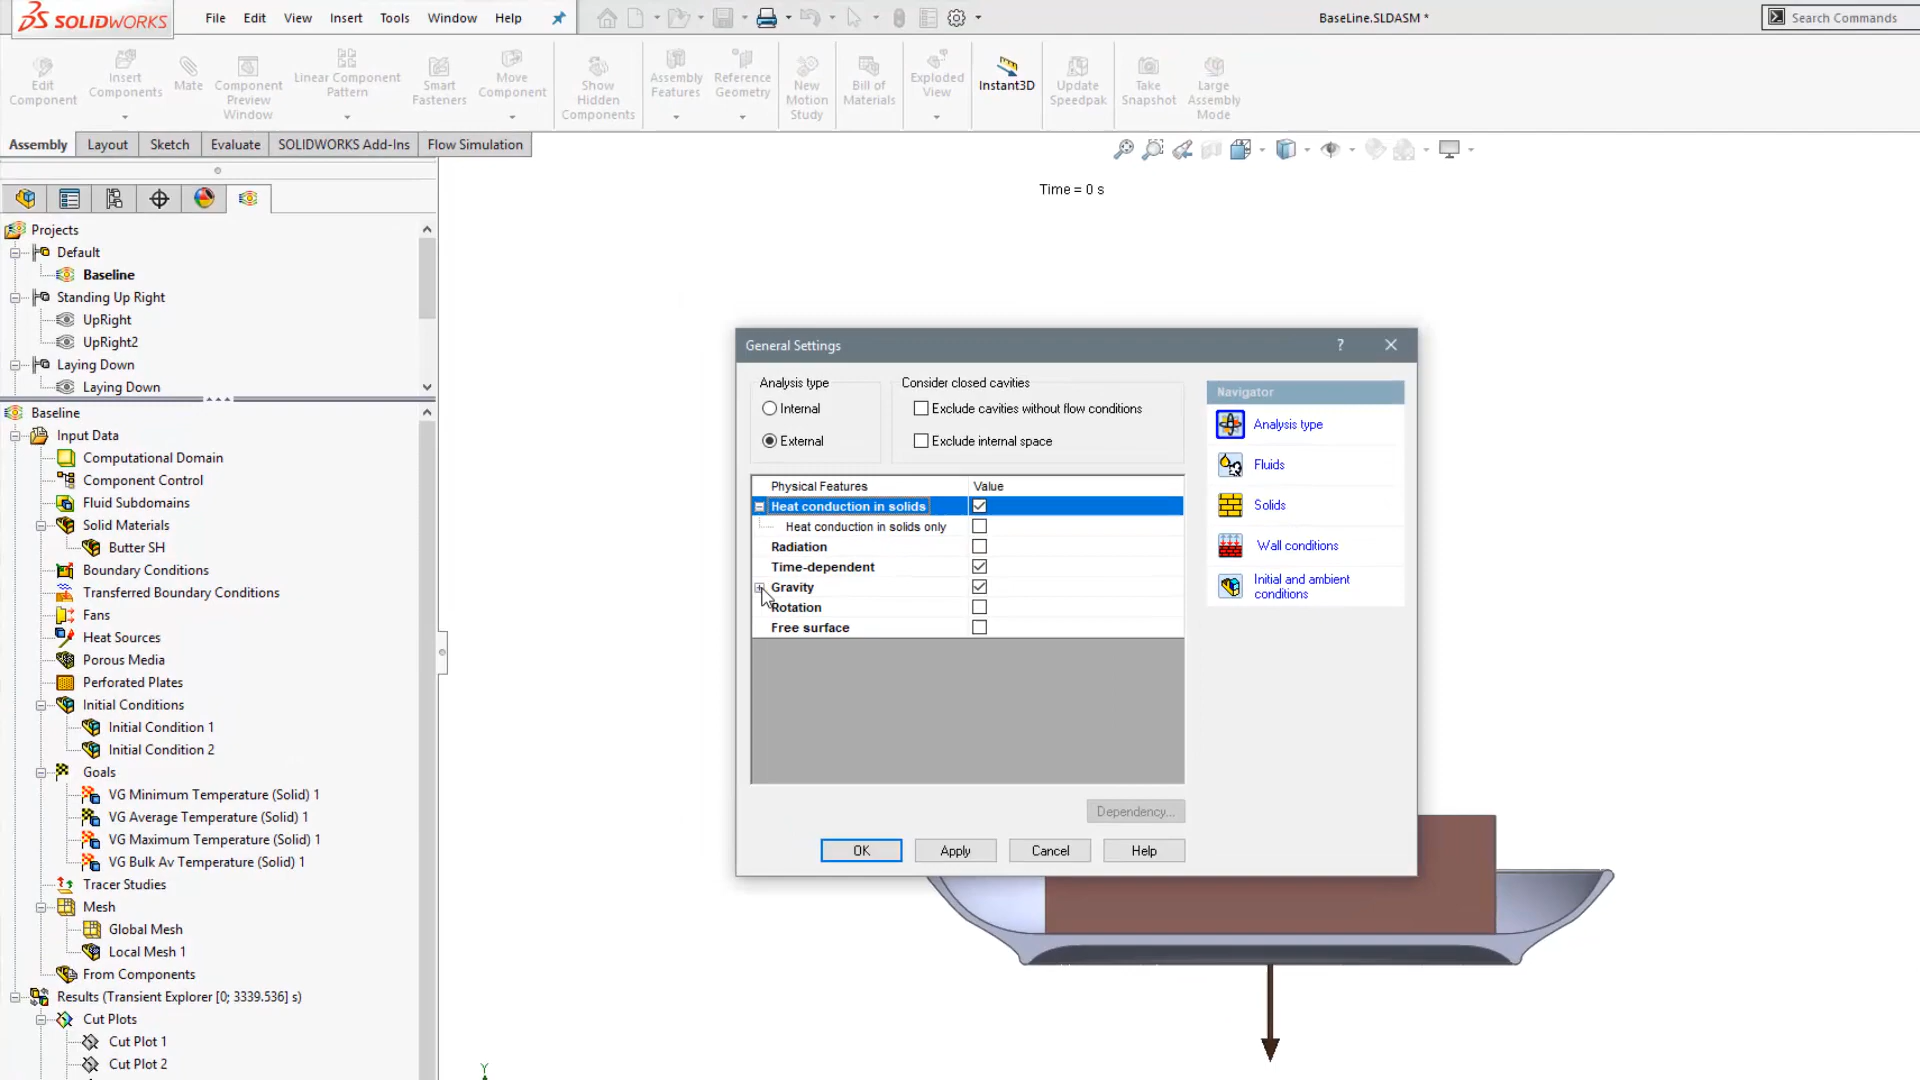 SOLIDWORKS
File Edit View Insert Tools Window Help
BaseLine.SLDASM *
Search Commands
Edit Component
Insert Components
Mate
Component Preview Window
Linear Component Pattern
Smart Fasteners
Move Component
Show Hidden Components
Assembly Features
Reference Geometry
New Motion Study
Bill of Materials
Exploded View
Instant3D
Update Speedpak
Take Snapshot
Large Assembly Mode
Assembly Layout Sketch Evaluate SOLIDWORKS Add-Ins Flow Simulation
Time = 0 s
Projects
Default
Baseline
Standing Up Right
UpRight
UpRight2
Laying Down
Laying Down
Baseline
Input Data
Computational Domain
Component Control
Fluid Subdomains
Solid Materials
Butter SH
Boundary Conditions
Transferred Boundary Conditions
Fans
Heat Sources
Porous Media
Perforated Plates
Initial Conditions
Initial Condition 1
Initial Condition 2
Goals
VG Minimum Temperature (Solid) 1
VG Average Temperature (Solid) 1
VG Maximum Temperature (Solid) 1
VG Bulk Av Temperature (Solid) 1
Tracer Studies
Mesh
Global Mesh
Local Mesh 1
From Components
Results (Transient Explorer [0; 3339.536] s)
Cut Plots
Cut Plot 1
Cut Plot 2
General Settings
?
Analysis type
Internal
External
Consider closed cavities
Exclude cavities without flow conditions
Exclude internal space
Physical Features Value
Heat conduction in solids
Heat conduction in solids only
Radiation
Time-dependent
Gravity
Rotation
Free surface
Dependency...
OK Apply Cancel Help
Navigator
Analysis type
Fluids
Solids
Wall conditions
Initial and ambient
conditions
Y